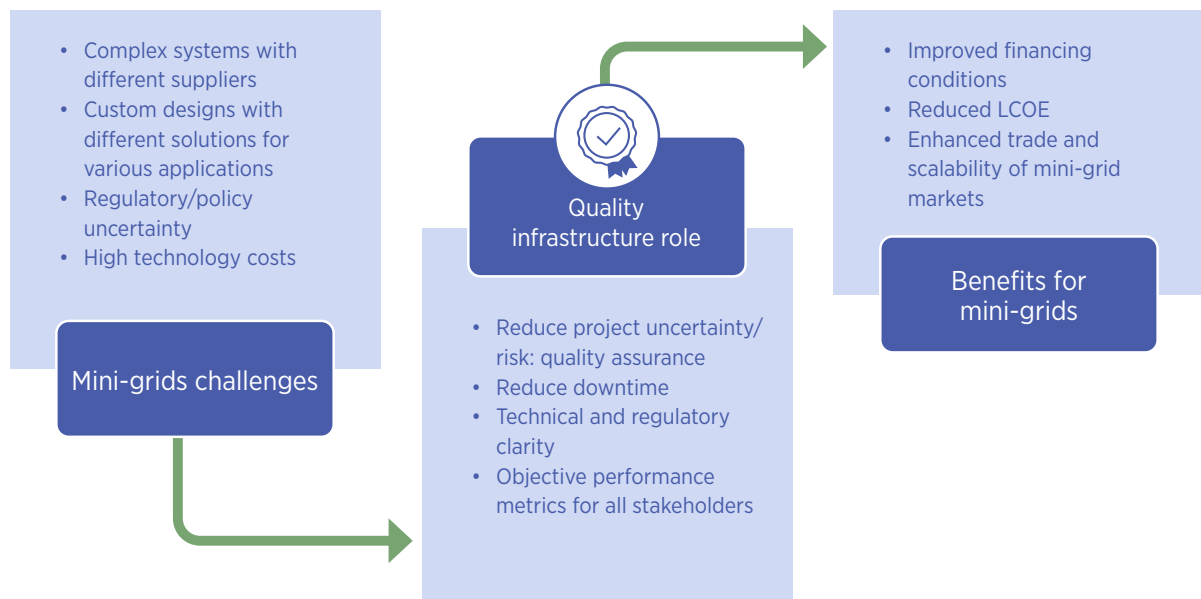 • Complex systems with
different suppliers
• Custom designs with
different solutions for
various applications
• Regulatory/policy
uncertainty
• High technology costs
Mini-grids challenges
Quality
infrastructure role
• Reduce project uncertainty/
risk: quality assurance
• Reduce downtime
• Technical and regulatory
clarity
• Objective performance
metrics for all stakeholders
• Improved financing
conditions
• Reduced LCOE
• Enhanced trade and
scalability of mini-grid
markets
Benefits for
mini-grids